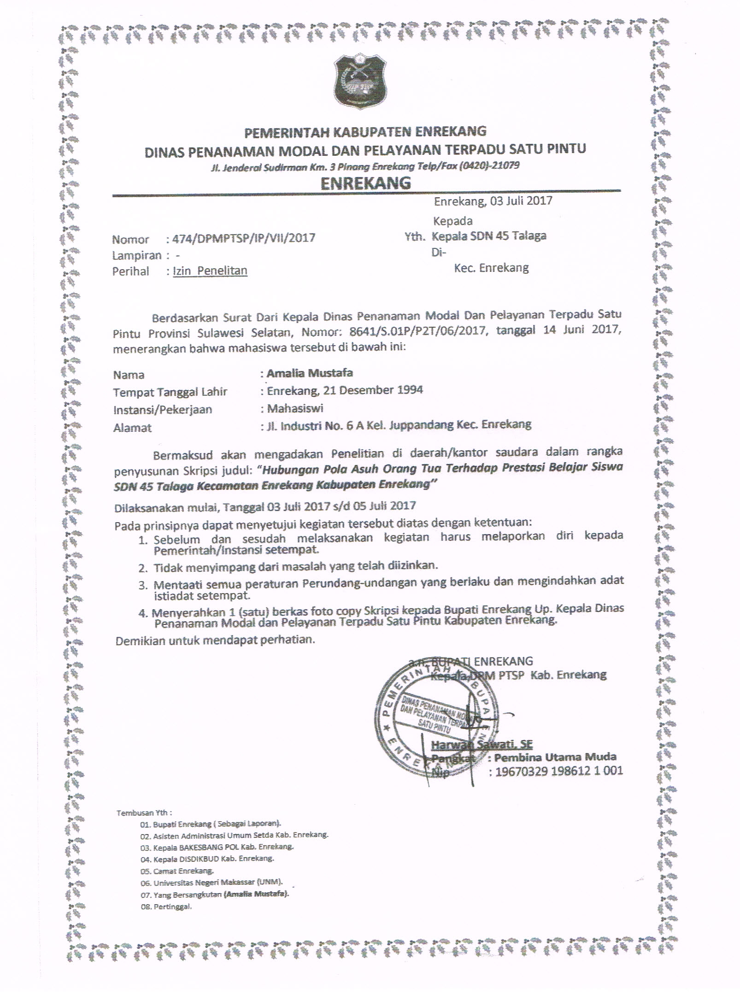 PEMERINTAH KABUPATEN ENREKANG
DINAS PENANAMAN MODAL DAN PELAYANAN TERPADU SATU PINTU
Jl. Jenderal Sudirman Km. 3 Pinang Enrekang Telp/Fax (0420)-21079
ENREKANG
Enrekang, 03 Juli 2017
Kepada
Nomor : 474/DPMPTSP/IP/VII/2017
Yth. Kepala SDN 45 Talaga
Lampiran : -
Di-
Perihal : Izin Penelitan
Kec. Enrekang
Berdasarkan Surat Dari Kepala Dinas Penanaman Modal Dan Pelayanan Terpadu Satu
Pintu Provinsi Sulawesi Selatan, Nomor: 8641/S.01P/P2T/06/2017, tanggal 14 Juni 2017,
menerangkan bahwa mahasiswa tersebut di bawah ini:
Nama : Amalia Mustafa
Tempat Tanggal Lahir : Enrekang, 21 Desember 1994
Instansi/Pekerjaan : Mahasiswi
Alamat : Jl. Industri No. 6 A Kel. Juppandang Kec. Enrekang
Bermaksud akan mengadakan Penelitian di daerah/kantor saudara dalam rangka
penyusunan Skripsi judul: “Hubungan Pola Asuh Orang Tua Terhadap Prestasi Belajar Siswa
SDN 45 Talaga Kecamatan Enrekang Kabupaten Enrekang”
Dilaksanakan mulai, Tanggal 03 Juli 2017 s/d 05 Juli 2017
Pada prinsipnya dapat menyetujui kegiatan tersebut diatas dengan ketentuan:
1. Sebelum dan sesudah melaksanakan kegiatan harus melaporkan diri kepada
Pemerintah/Instansi setempat.
2. Tidak menyimpang dari masalah yang telah diizinkan.
3. Mentaati semua peraturan Perundang-undangan yang berlaku dan mengindahkan adat
istiadat setempat.
4. Menyerahkan 1 (satu) berkas foto copy Skripsi kepada Bupati Enrekang Up. Kepala Dinas
Penanaman Modal dan Pelayanan Terpadu Satu Pintu Kabupaten Enrekang.
Demikian untuk mendapat perhatian.
a.n. BUPATI ENREKANG
Kepala DPM PTSP Kab. Enrekang
PEMERINTAH KABUPATEN
DINAS PENANAMAN MODAL
DAN PELAYANAN TERPADU
SATU PINTU
ENREKANG
Harwan Sawati, SE
Pangkat : Pembina Utama Muda
Nip : 19670329 198612 1 001
Tembusan Yth :
01. Bupati Enrekang ( Sebagai Laporan).
02. Asisten Administrasi Umum Setda Kab. Enrekang.
03. Kepala BAKESBANG POL Kab. Enrekang.
04. Kepala DISDIKBUD Kab. Enrekang.
05. Camat Enrekang.
06. Universitas Negeri Makassar (UNM).
07. Yang Bersangkutan (Amalia Mustafa).
08. Pertinggal.